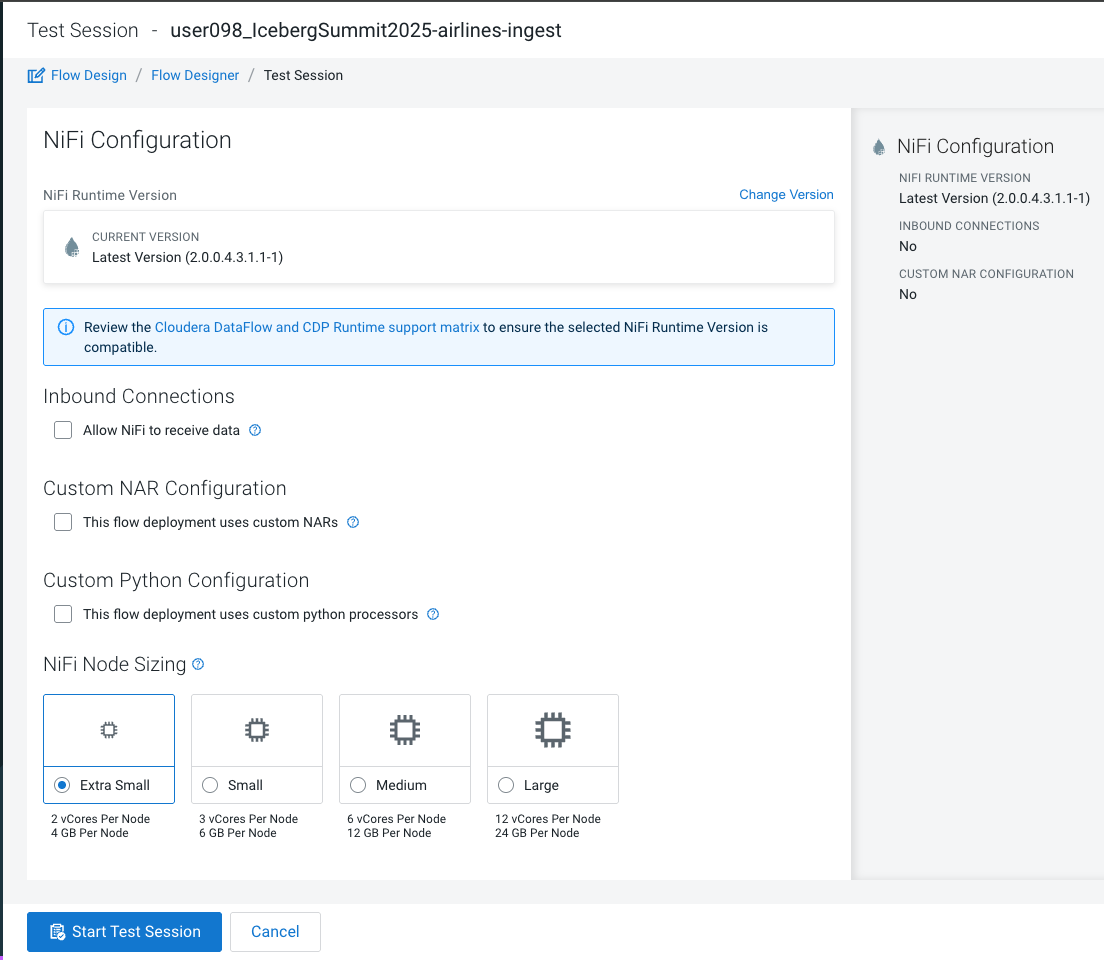 Test Session - user098_IcebergSummit2025-airlines-ingest
Flow Design / Flow Designer / Test Session
NiFi Configuration
NiFi Runtime Version
Change Version
CURRENT VERSION
Latest Version (2.0.0.4.3.1.1-1)
Review the Cloudera DataFlow and CDP Runtime support matrix to ensure the selected NiFi Runtime Version is
compatible.
Inbound Connections
Allow NiFi to receive data
Custom NAR Configuration
This flow deployment uses custom NARs
Custom Python Configuration
This flow deployment uses custom python processors
NiFi Node Sizing
Extra Small
2 vCores Per Node
4 GB Per Node
Small
3 vCores Per Node
6 GB Per Node
Medium
6 vCores Per Node
12 GB Per Node
Large
12 vCores Per Node
24 GB Per Node
NiFi Configuration
NIFI RUNTIME VERSION
Latest Version (2.0.0.4.3.1.1-1)
INBOUND CONNECTIONS
No
CUSTOM NAR CONFIGURATION
No
Start Test Session
Cancel